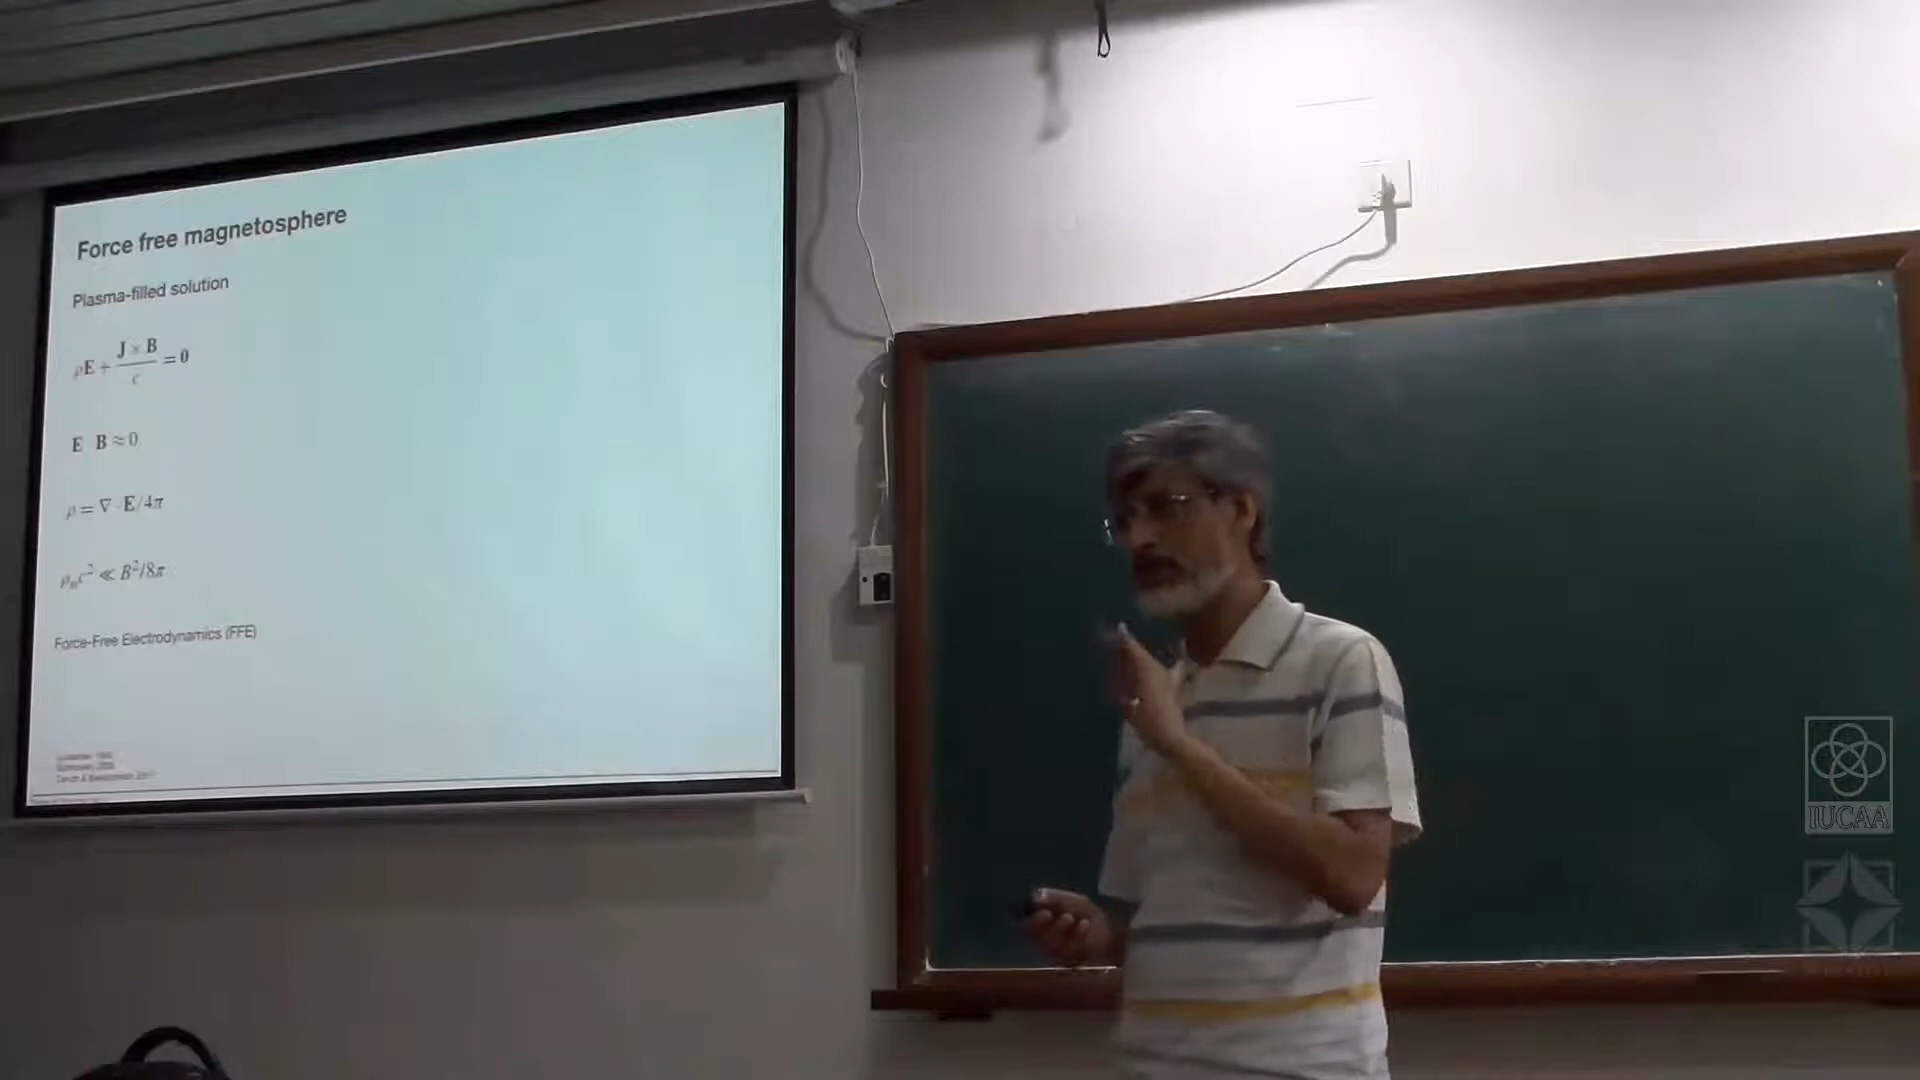 Force free magnetosphere
Plasma-filled solution
ρE + J × B / c = 0
E B ≈ 0
ρ = ∇ · E/4π
ρₘc² ≪ B²/8π
Force-Free Electrodynamics (FFE)
IUCAA